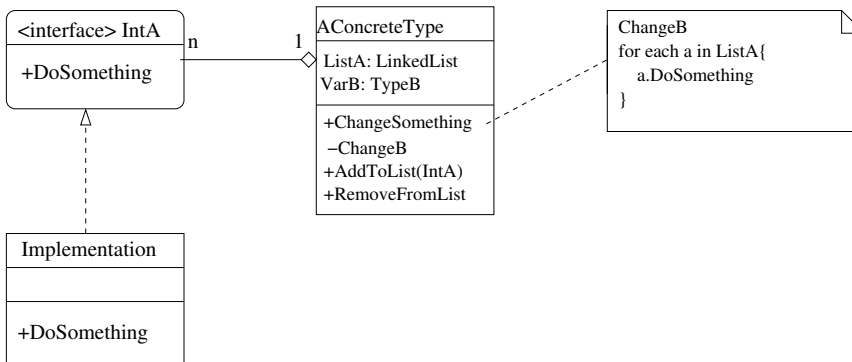 <interface> IntA
+DoSomething
n
1
AConcreteType
ListA: LinkedList
VarB: TypeB
+ChangeSomething
−ChangeB
+AddToList(IntA)
+RemoveFromList
ChangeB
for each a in ListA{
a.DoSomething
}
Implementation
+DoSomething